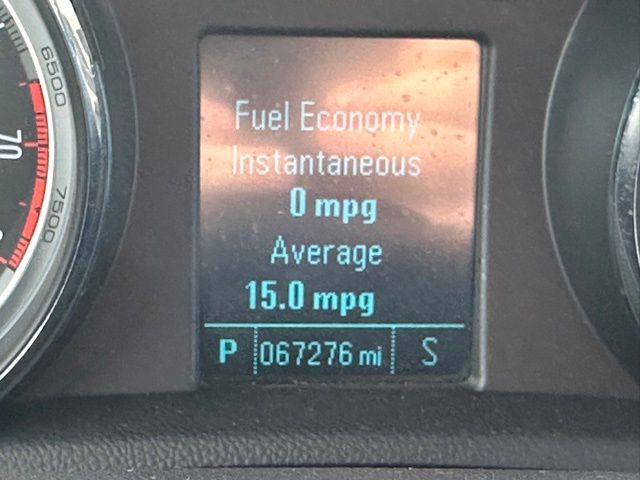 Fuel Economy
Instantaneous
0 mpg
Average
15.0 mpg
P 067276 mi S
6500
7500
70